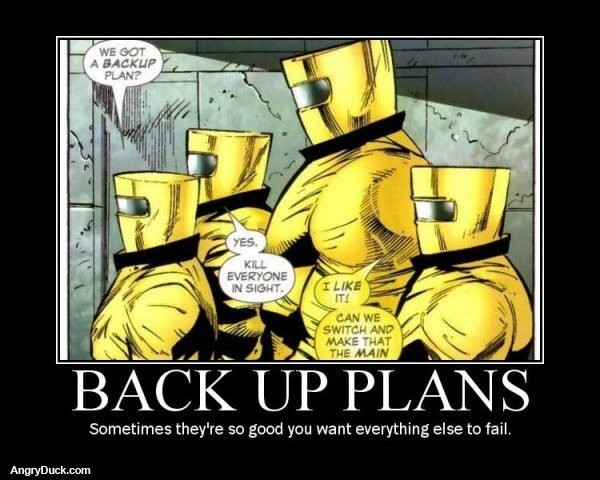 WE GOT
A BACKUP
PLAN?
YES.
KILL
EVERYONE
IN SIGHT.
I LIKE
IT!
CAN WE
SWITCH AND
MAKE THAT
THE MAIN
BACK UP PLANS
Sometimes they're so good you want everything else to fail.
AngryDuck.com